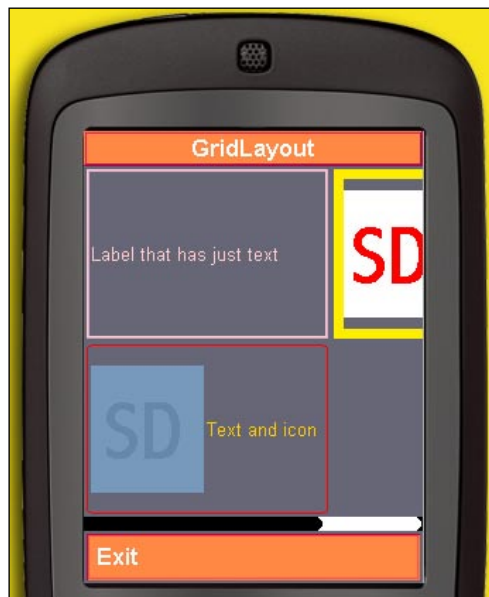 GridLayout
Label that has just text
SD
SD
Text and icon
Exit